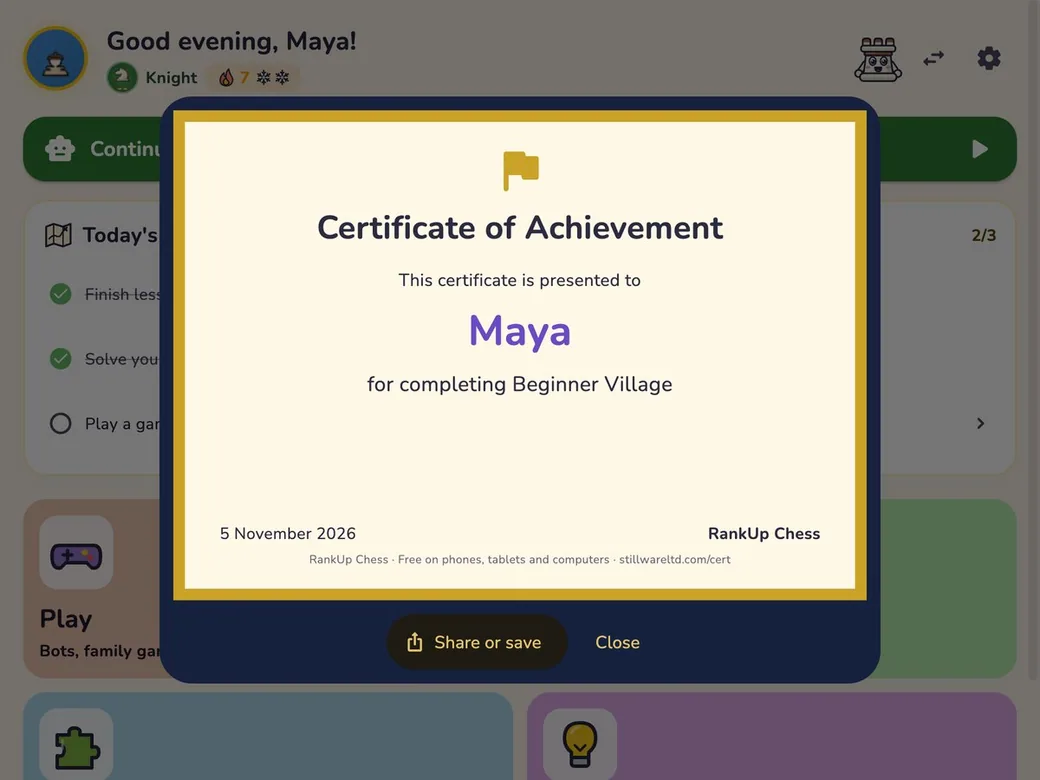 Good evening, Maya!
Knight
7
Continu
Today's
2/3
Finish less
Solve you
Play a gar
Certificate of Achievement
This certificate is presented to
Maya
for completing Beginner Village
5 November 2026
RankUp Chess
RankUp Chess · Free on phones, tablets and computers · stillwareltd.com/cert
Play
Bots, family gar
Share or save
Close